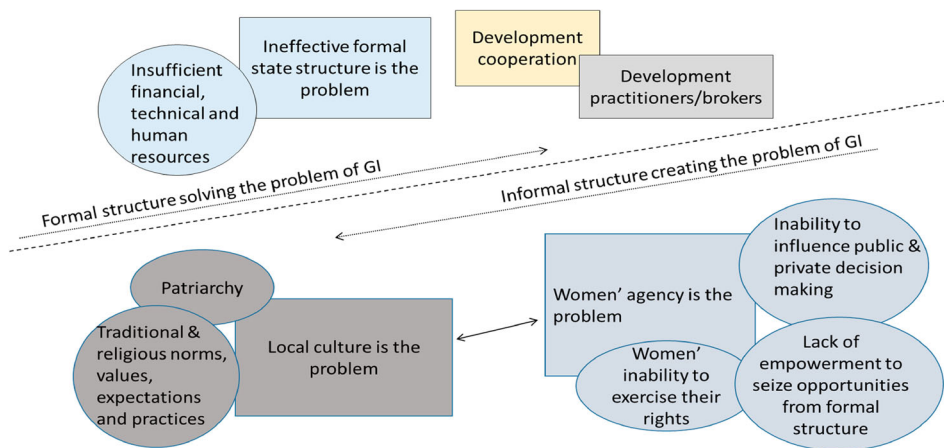 Insufficient
financial,
technical and
human
resources
Ineffective formal
state structure is the
problem
Development
cooperation
Development
practitioners/brokers
Formal structure solving the problem of GI
Informal structure creating the problem of GI
Patriarchy
Traditional &
religious norms,
values,
expectations
and practices
Local culture is the
problem
Women' agency is the
problem
Inability to
influence public &
private decision
making
Women'
inability to
exercise their
rights
Lack of
empowerment to
seize opportunities
from formal
structure